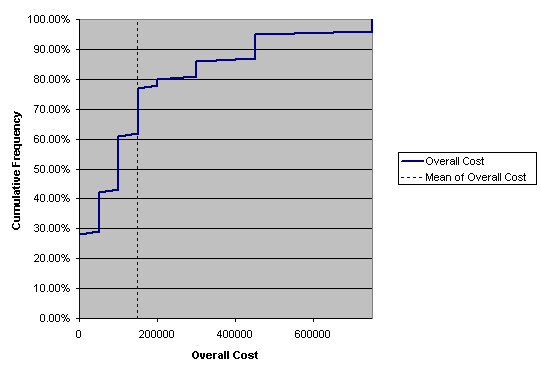 100.00%
90.00%
80.00%
70.00%
60.00%
50.00%
40.00%
30.00%
20.00%
10.00%
0.00%
Cumulative Frequency
0 200000 400000 600000
Overall Cost
Overall Cost
Mean of Overall Cost